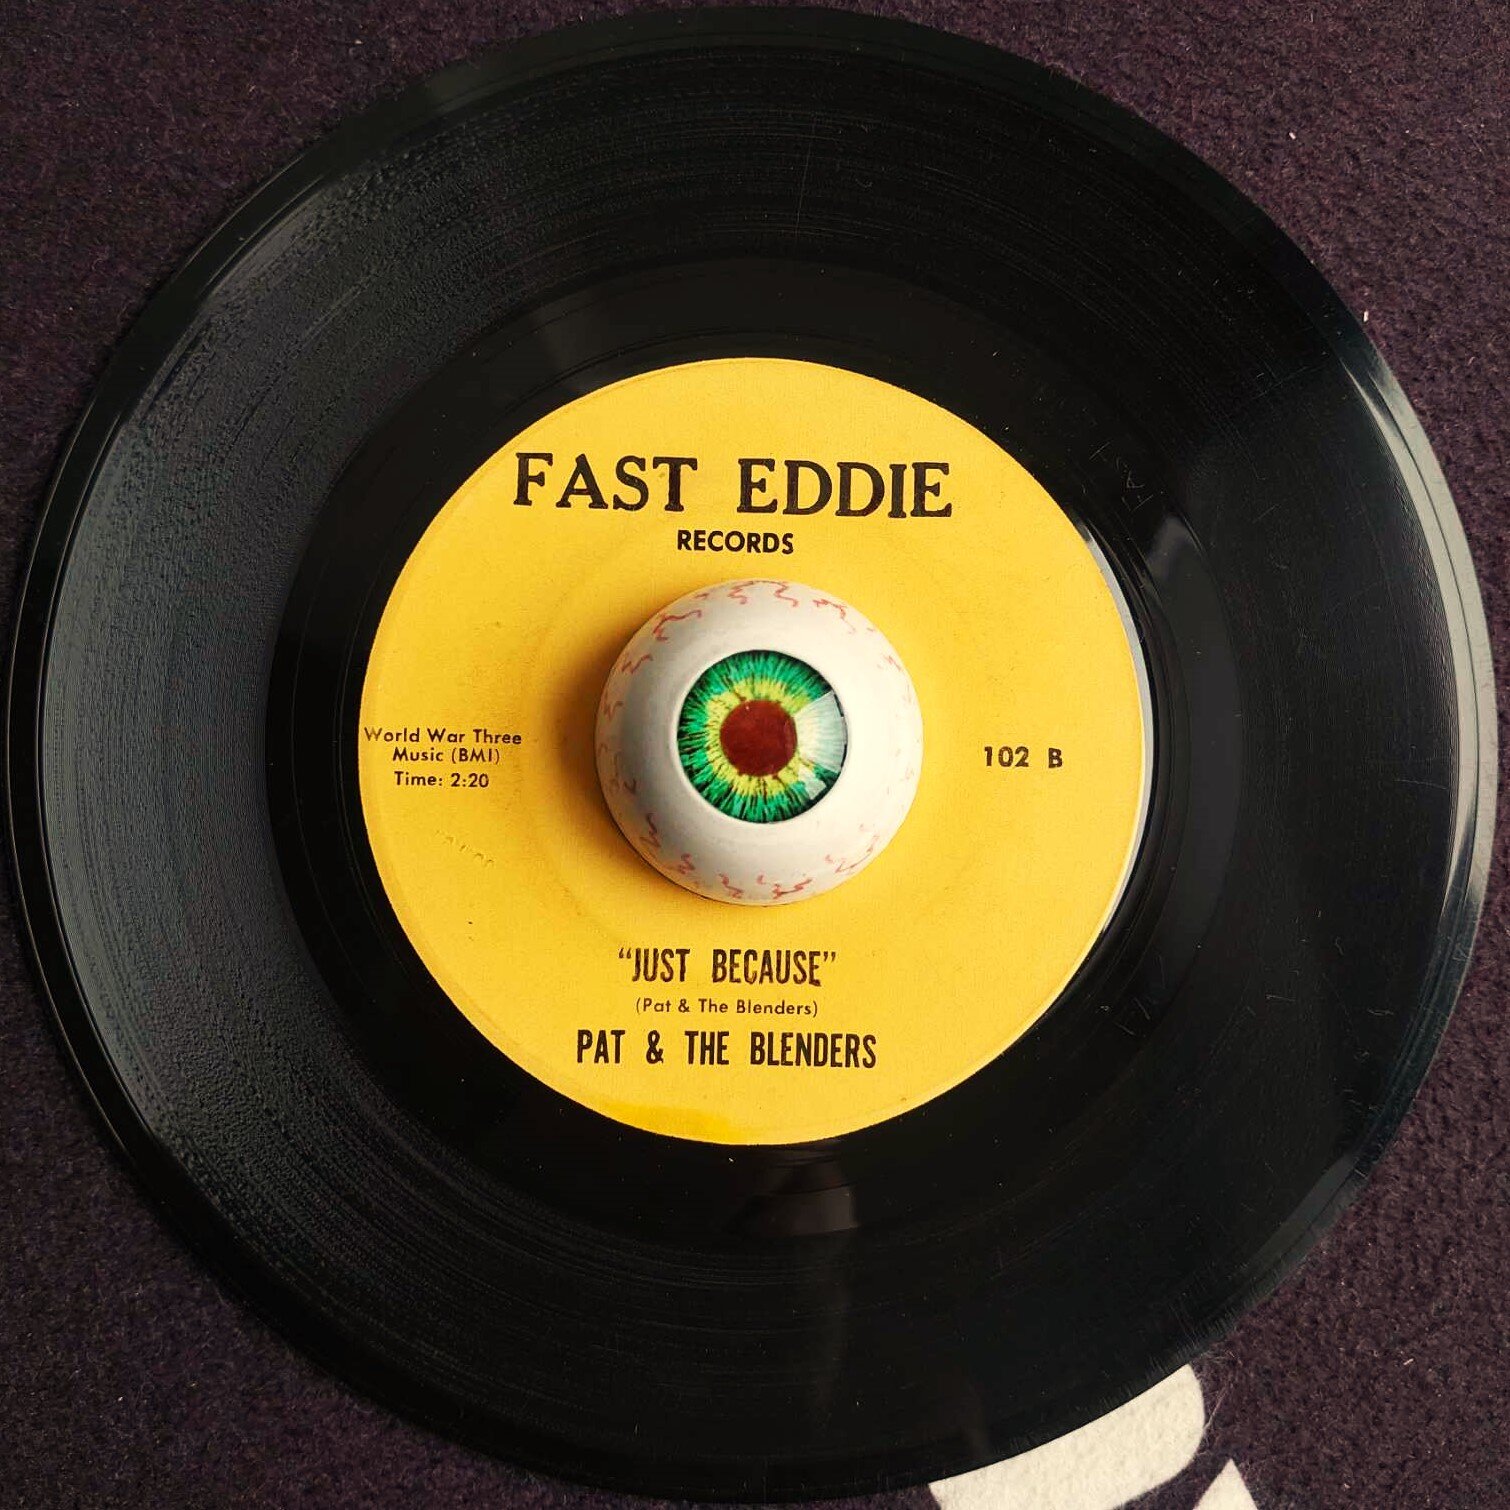 FAST EDDIE
RECORDS
World War Three
Music (BMI)
Time: 2:20
102 B
“JUST BECAUSE”
(Pat & The Blenders)
PAT & THE BLENDERS